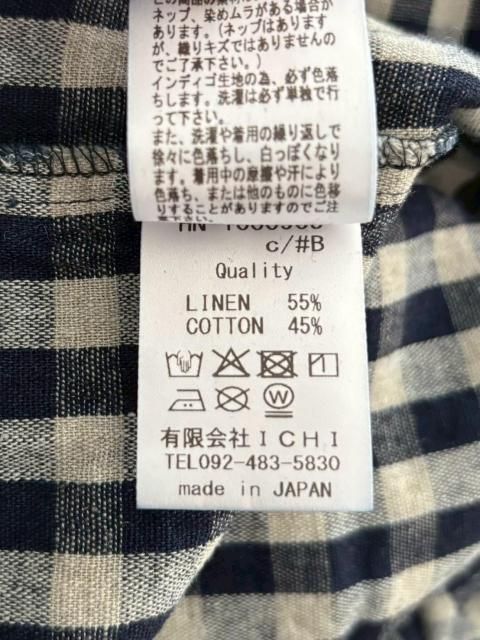 ネップ、染めムラがある場合が
あります。(ネップはあります
が、織りキズではありませんの
でご了承下さい。)
インディゴ生地の為、必ず色落
ちします。洗濯は必ず単独で行
って下さい。
また、洗濯や着用の繰り返しで
徐々に色落ちし、白っぽくなり
ます。着用中の摩擦や汗により
色落ち、または他のものに色移
りすることがありますのでご注
c/#B
Quality
LINEN 55%
COTTON 45%
W
有限会社ICHI
TEL092-483-5830
made in JAPAN